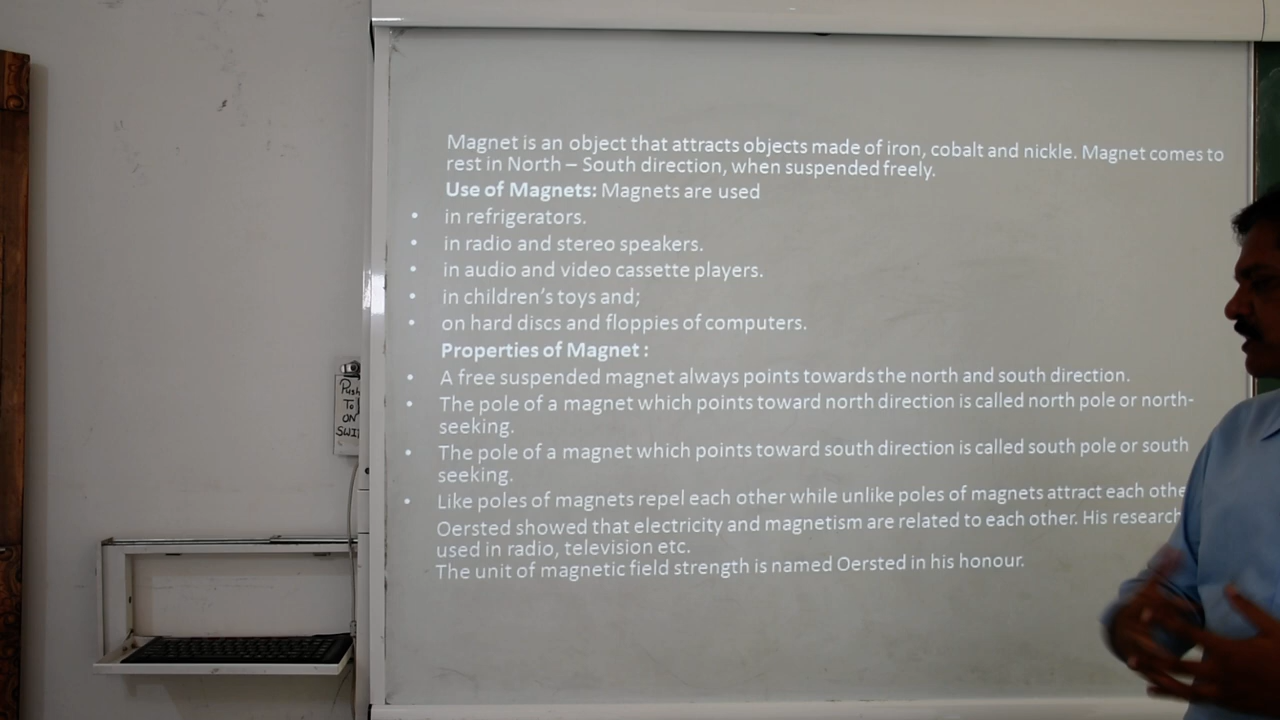 Magnet is an object that attracts objects made of iron, cobalt and nickle. Magnet comes to
rest in North – South direction, when suspended freely.
Use of Magnets: Magnets are used
• in refrigerators.
• in radio and stereo speakers.
• in audio and video cassette players.
• in children's toys and;
• on hard discs and floppies of computers.
Properties of Magnet :
• A free suspended magnet always points towards the north and south direction.
• The pole of a magnet which points toward north direction is called north pole or north-
seeking.
• The pole of a magnet which points toward south direction is called south pole or south
seeking.
• Like poles of magnets repel each other while unlike poles of magnets attract each othe
Oersted showed that electricity and magnetism are related to each other. His research
used in radio, television etc.
The unit of magnetic field strength is named Oersted in his honour.
Push
To
ON